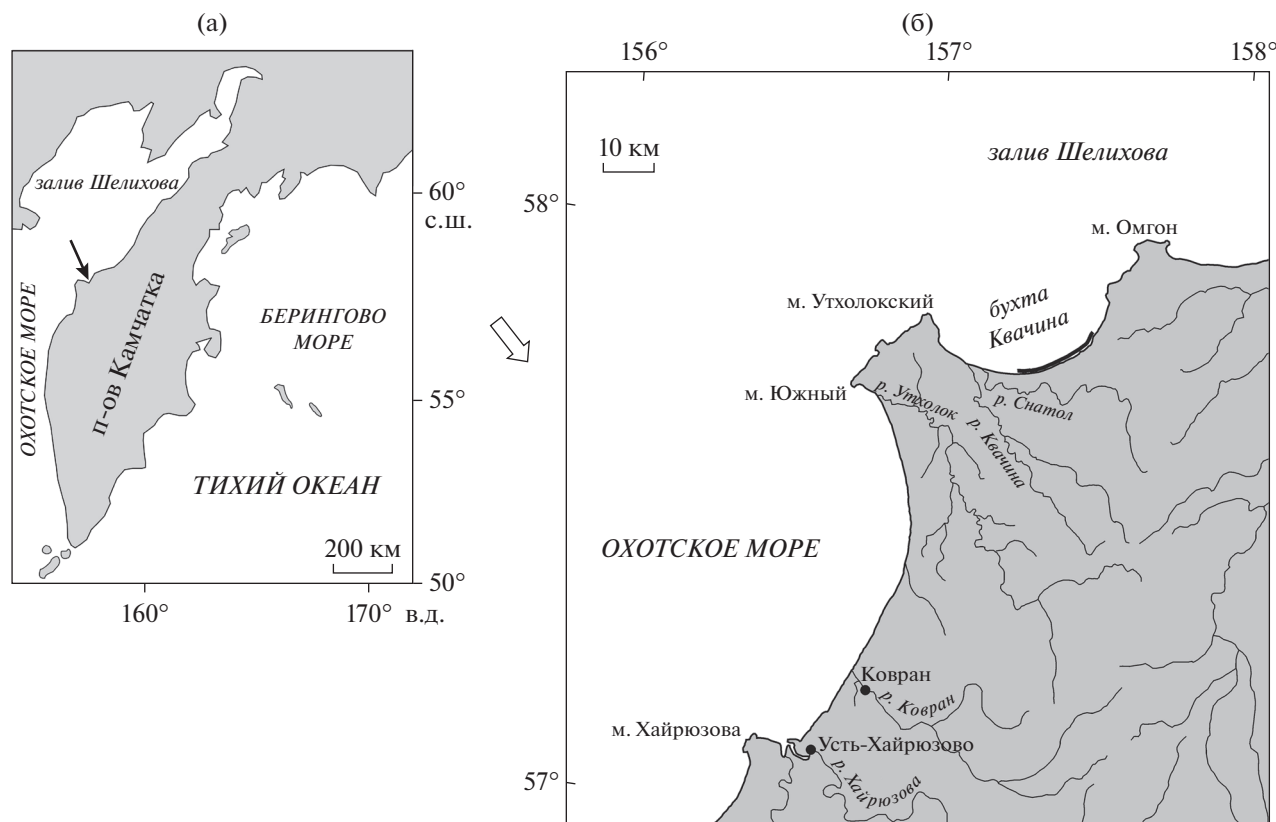 (а)
залив Шелихова
60°
с.ш.
ОХОТСКОЕ МОРЕ
п-ов Камчатка
БЕРИНГОВО
МОРЕ
55°
ТИХИЙ ОКЕАН
200 км
50°
160°
170° в.д.
(б)
156°
157°
158°
10 км
залив Шелихова
58°
м. Омгон
м. Утхолокский
бухта
Квачина
м. Южный
р. Утхолок
р. Снатол
р. Квачина
ОХОТСКОЕ МОРЕ
Ковран
р. Ковран
м. Хайрюзова
Усть-Хайрюзово
р. Хайрюзова
57°